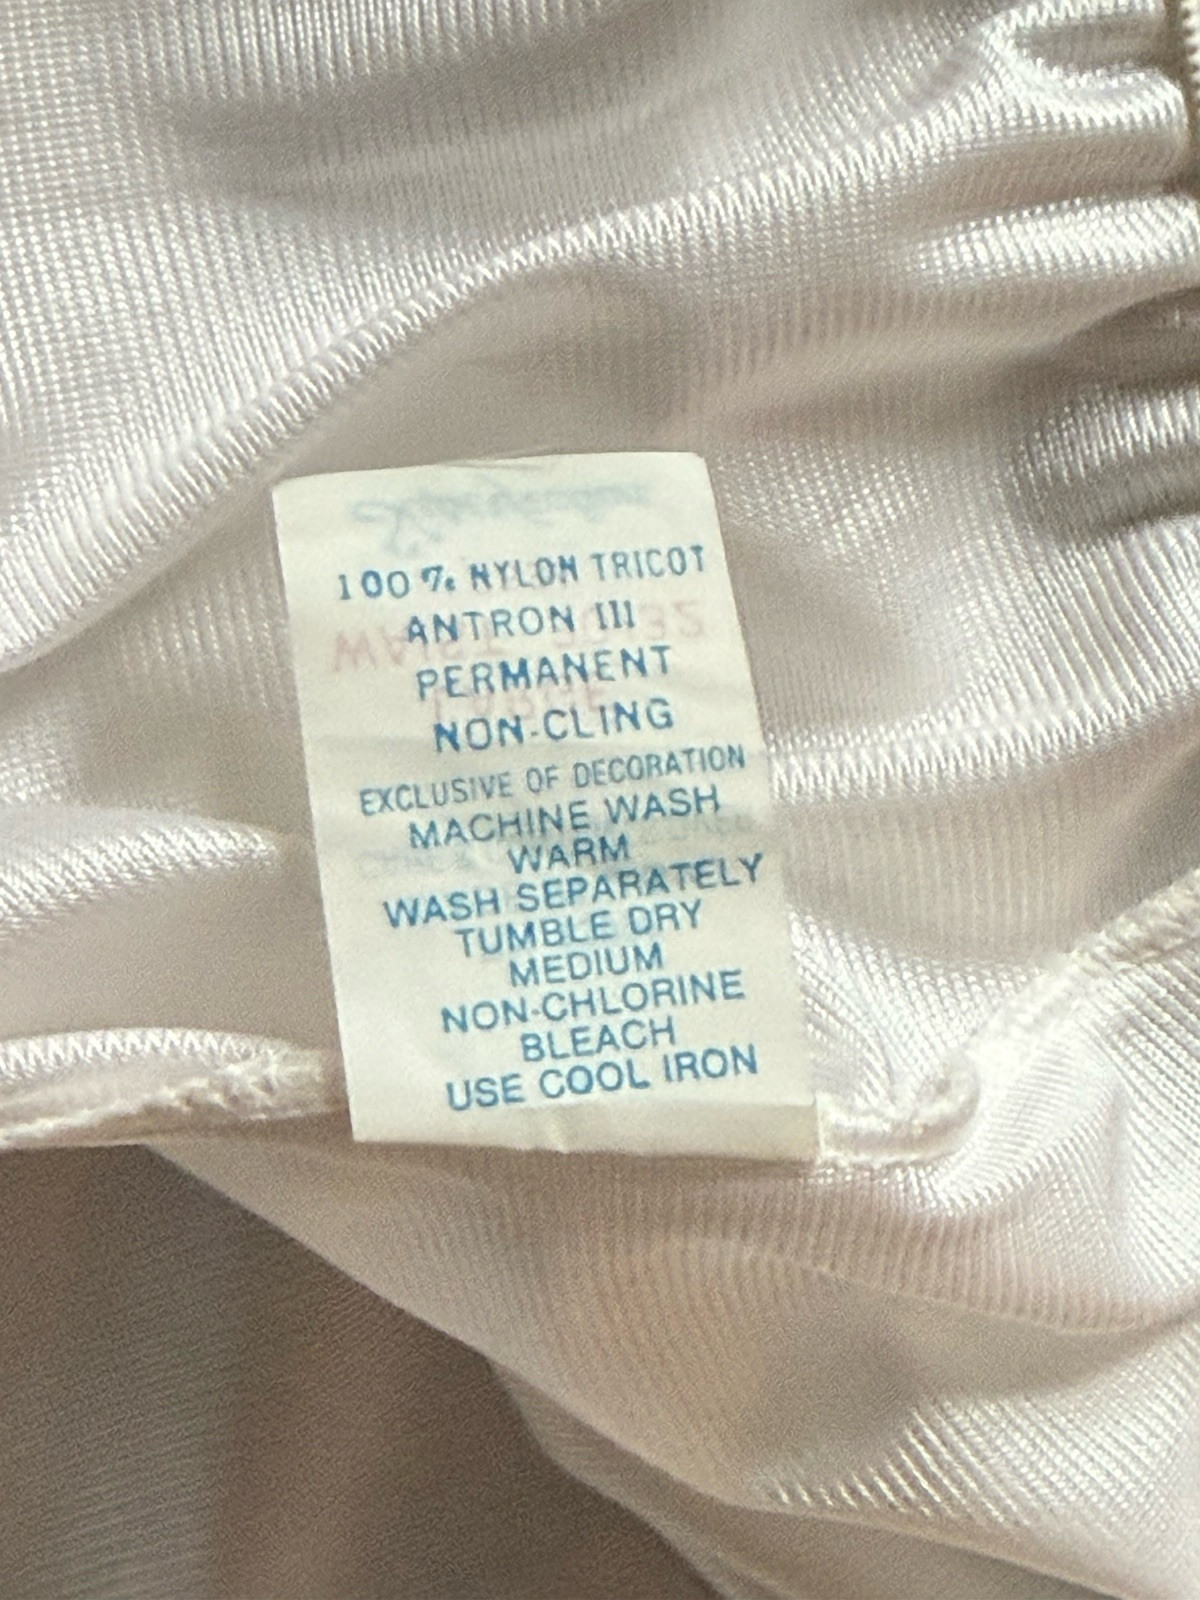 100% NYLON TRICOT
ANTRON III
PERMANENT
NON-CLING
EXCLUSIVE OF DECORATION
MACHINE WASH
WARM
WASH SEPARATELY
TUMBLE DRY
MEDIUM
NON-CHLORINE
BLEACH
USE COOL IRON